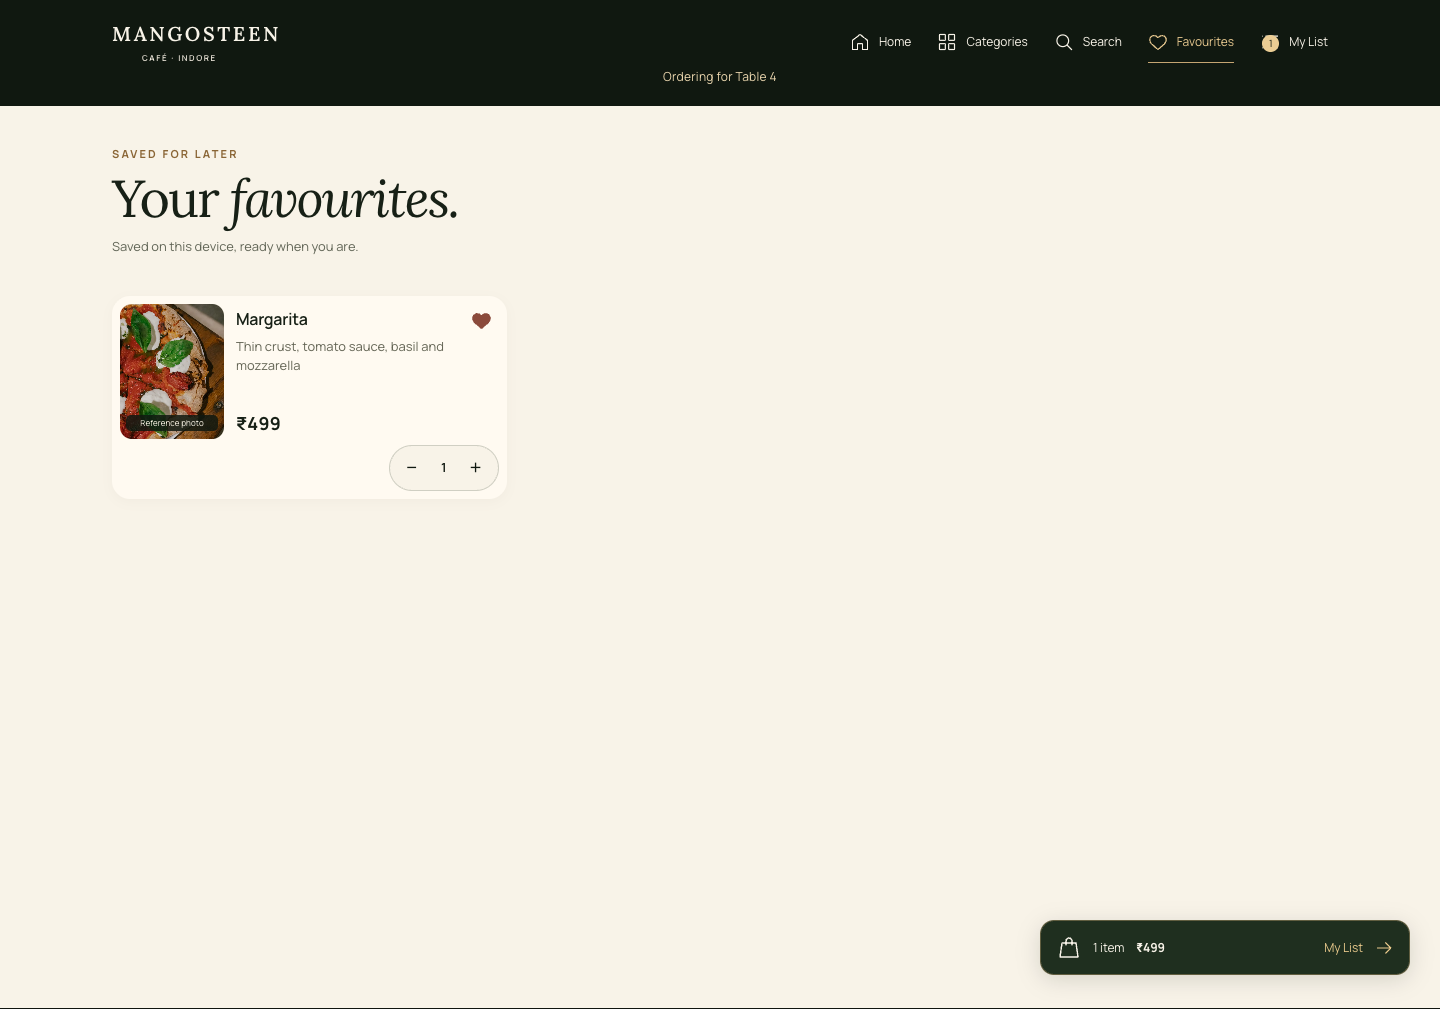 MANGOSTEEN
CAFÉ · INDORE
Home
Categories
Search
Favourites
1
My List
Ordering for Table 4
SAVED FOR LATER
Your favourites.
Saved on this device, ready when you are.
Margarita
Thin crust, tomato sauce, basil and
mozzarella
Reference photo
₹499
− 1 +
1 item ₹499
My List